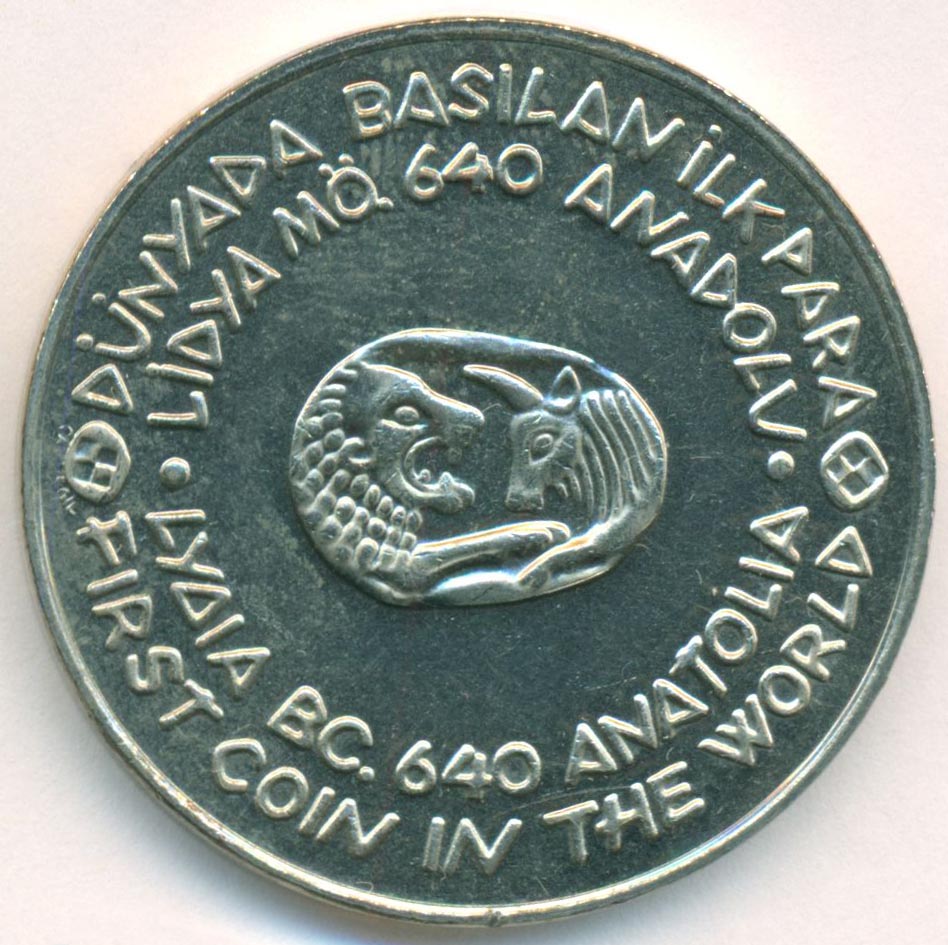 DÜNYADA BASILAN İLK PARA
LİDYA MÖ. 640 ANADOLU
LYDIA BC. 640 ANATOLIA
FIRST COIN IN THE WORLD